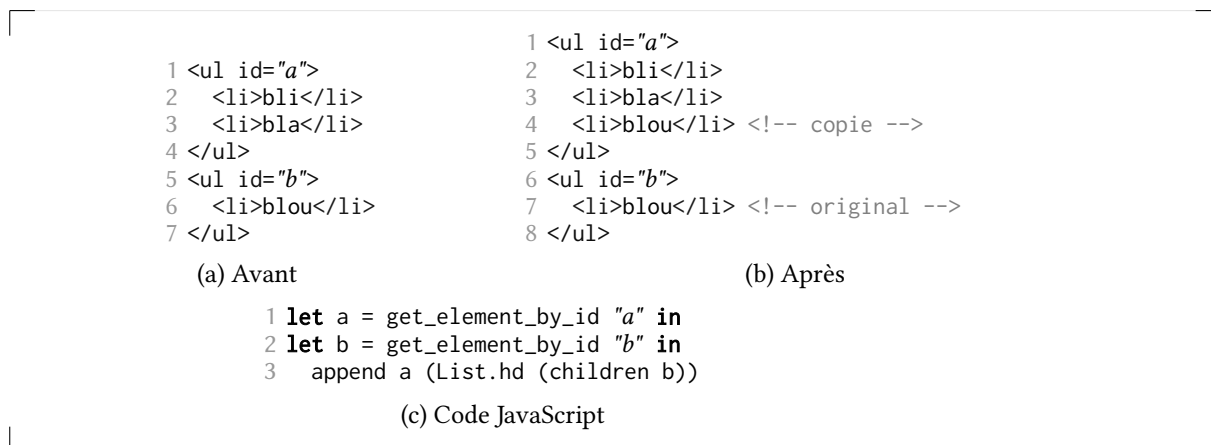 1 <ul id="a">
2   <li>bli</li>
3   <li>bla</li>
4 </ul>
5 <ul id="b">
6   <li>blou</li>
7 </ul>
(a) Avant
1 <ul id="a">
2   <li>bli</li>
3   <li>bla</li>
4   <li>blou</li> <!-- copie -->
5 </ul>
6 <ul id="b">
7   <li>blou</li> <!-- original -->
8 </ul>
(b) Après
1 let a = get_element_by_id "a" in
2 let b = get_element_by_id "b" in
3   append a (List.hd (children b))
(c) Code JavaScript